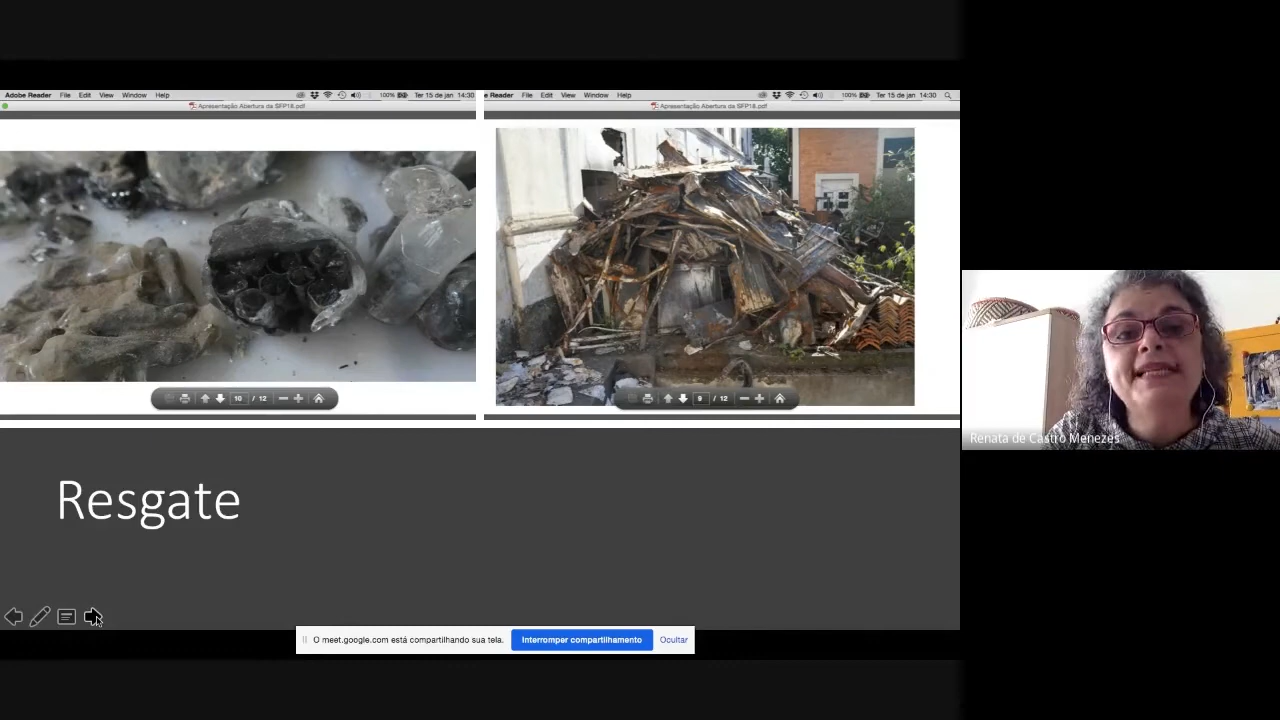 Adobe Reader File Edit View Window Help 100% Ter 15 de jan 14:30
Apresentação Abertura da SFP18.pdf
10 / 12
e Reader File Edit View Window Help 100% Ter 15 de jan 14:30
Apresentação Abertura da SFP18.pdf
9 / 12
Renata de Castro Menezes
Resgate
O meet.google.com está compartilhando sua tela. Interromper compartilhamento Ocultar